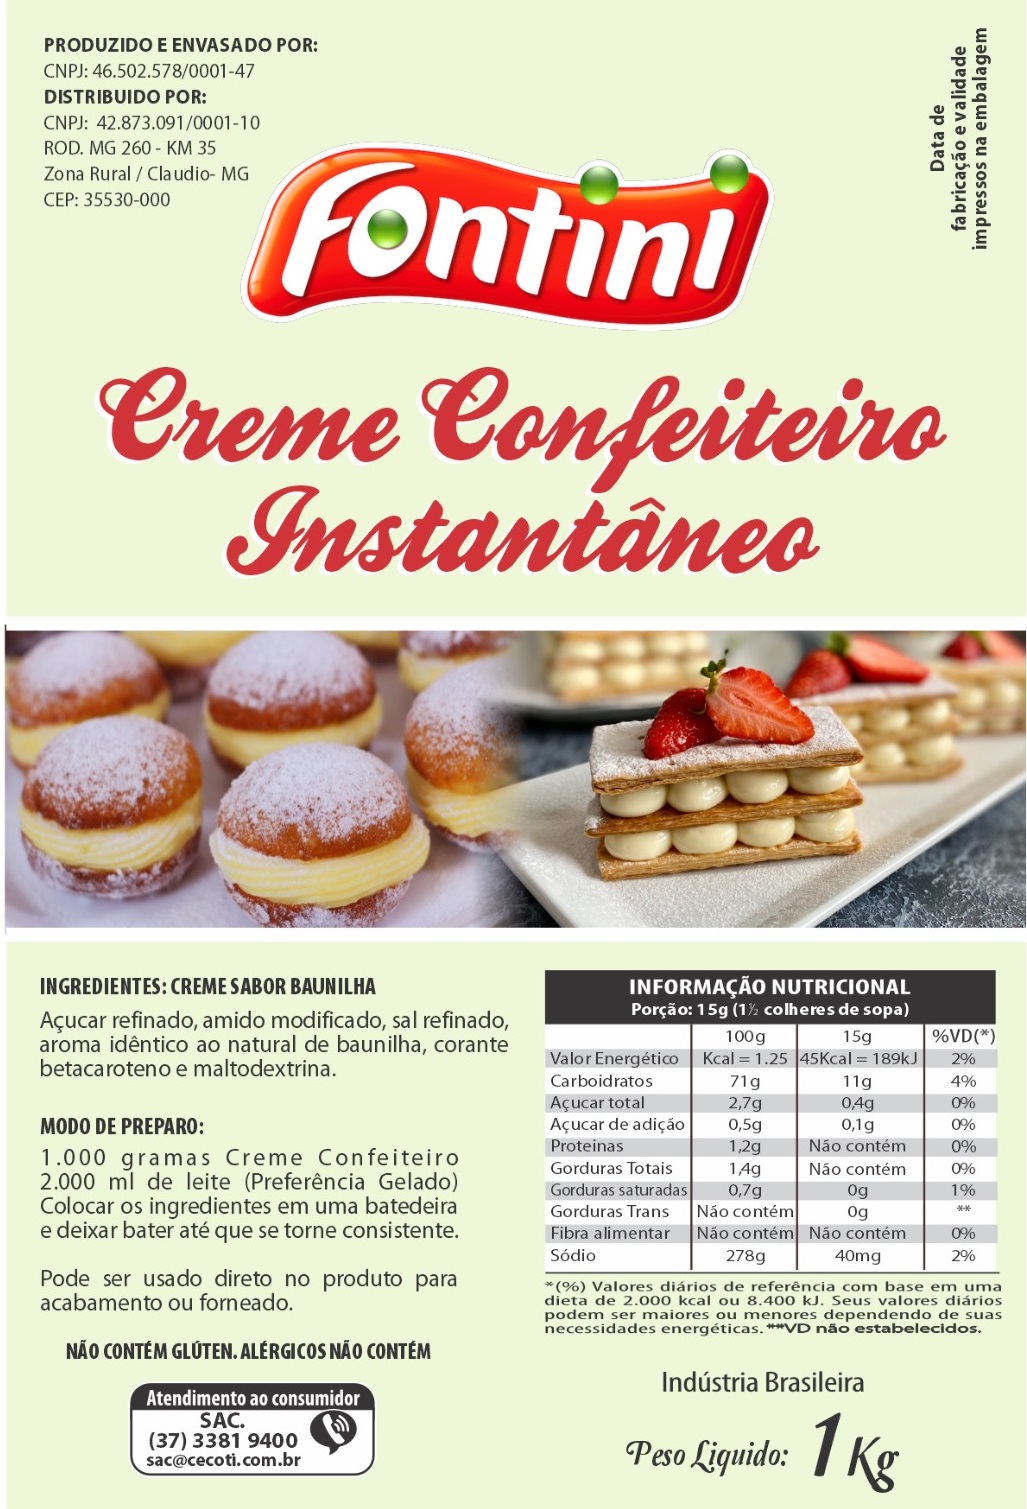 PRODUZIDO E ENVASADO POR:
CNPJ: 46.502.578/0001-47
DISTRIBUIDO POR:
CNPJ: 42.873.091/0001-10
ROD. MG 260 - KM 35
Zona Rural / Claudio- MG
CEP: 35530-000
Data de
fabricação e validade
impressos na embalagem
Fontini
Creme Confeiteiro
Instantâneo
INGREDIENTES: CREME SABOR BAUNILHA
Açucar refinado, amido modificado, sal refinado,
aroma idêntico ao natural de baunilha, corante
betacaroteno e maltodextrina.
MODO DE PREPARO:
1.000 gramas Creme Confeiteiro
2.000 ml de leite (Preferência Gelado)
Colocar os ingredientes em uma batedeira
e deixar bater até que se torne consistente.
Pode ser usado direto no produto para
acabamento ou forneado.
NÃO CONTÉM GLÚTEN. ALÉRGICOS NÃO CONTÉM
Atendimento ao consumidor
SAC.
(37) 3381 9400
sac@cecoti.com.br
INFORMAÇÃO NUTRICIONAL
Porção: 15g (1½ colheres de sopa)
100g 15g %VD(*)
Valor Energético Kcal = 1.25 45Kcal = 189kJ 2%
Carboidratos 71g 11g 4%
Açucar total 2,7g 0,4g 0%
Açucar de adição 0,5g 0,1g 0%
Proteinas 1,2g Não contém 0%
Gorduras Totais 1,4g Não contém 0%
Gorduras saturadas 0,7g 0g 1%
Gorduras Trans Não contém 0g **
Fibra alimentar Não contém Não contém 0%
Sódio 278g 40mg 2%
*(%) Valores diários de referência com base em uma
dieta de 2.000 kcal ou 8.400 kJ. Seus valores diários
podem ser maiores ou menores dependendo de suas
necessidades energéticas. **VD não estabelecidos.
Indústria Brasileira
Peso Liquido: 1 Kg